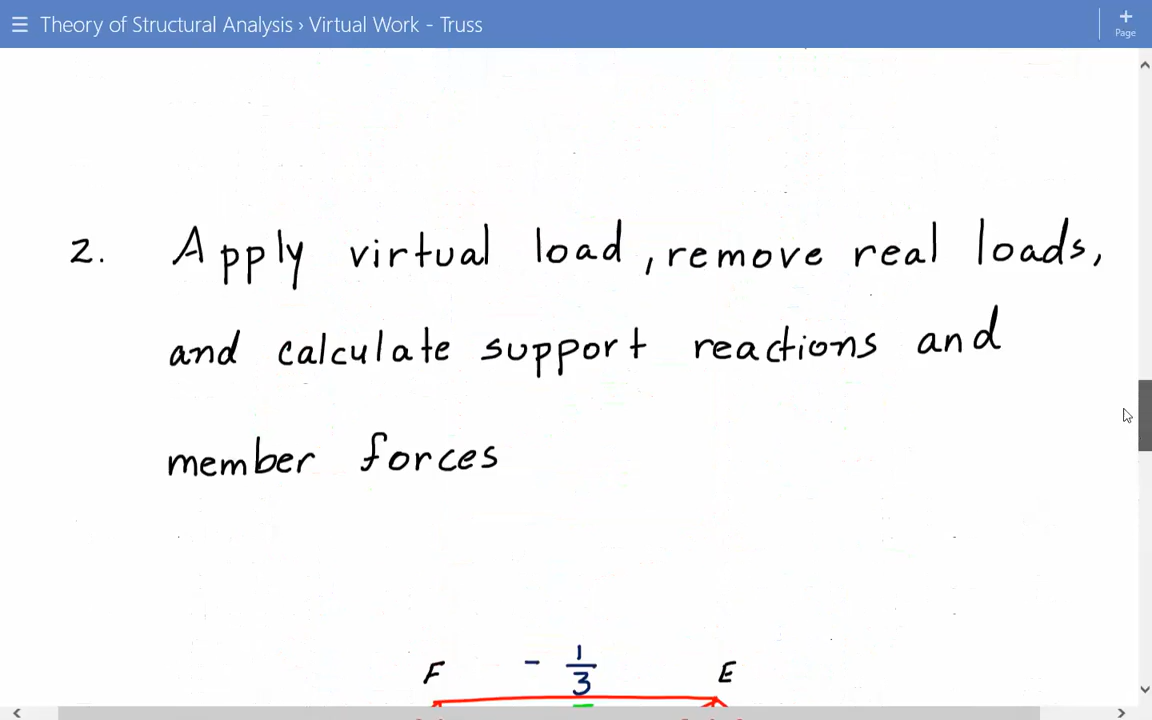 ☰ Theory of Structural Analysis › Virtual Work - Truss
+
Page
2. Apply virtual load, remove real loads,
and calculate support reactions and
member forces
F - 1/3 E